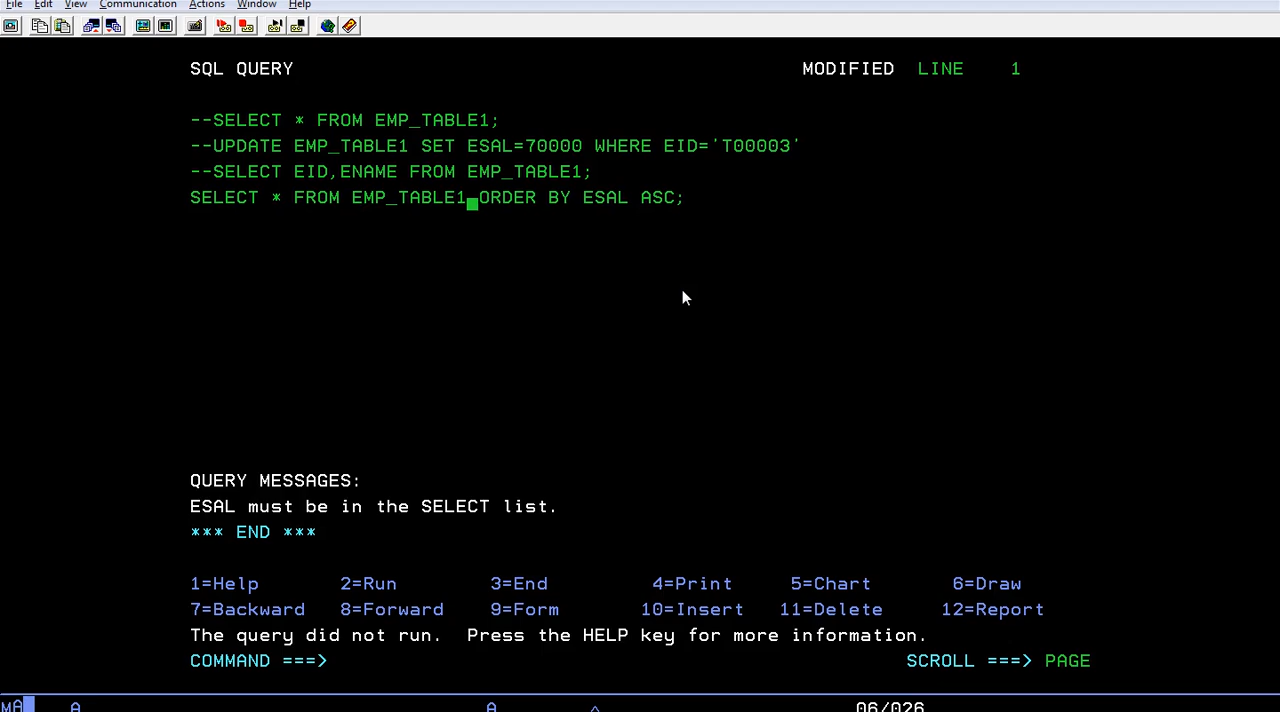 File Edit View Communication Actions Window Help
SQL QUERY MODIFIED LINE 1
--SELECT * FROM EMP_TABLE1;
--UPDATE EMP_TABLE1 SET ESAL=70000 WHERE EID='T00003'
--SELECT EID,ENAME FROM EMP_TABLE1;
SELECT * FROM EMP_TABLE1 ORDER BY ESAL ASC;
QUERY MESSAGES:
ESAL must be in the SELECT list.
*** END ***
1=Help 2=Run 3=End 4=Print 5=Chart 6=Draw
7=Backward 8=Forward 9=Form 10=Insert 11=Delete 12=Report
The query did not run. Press the HELP key for more information.
COMMAND ===> SCROLL ===> PAGE
MA A A ^ 06/026